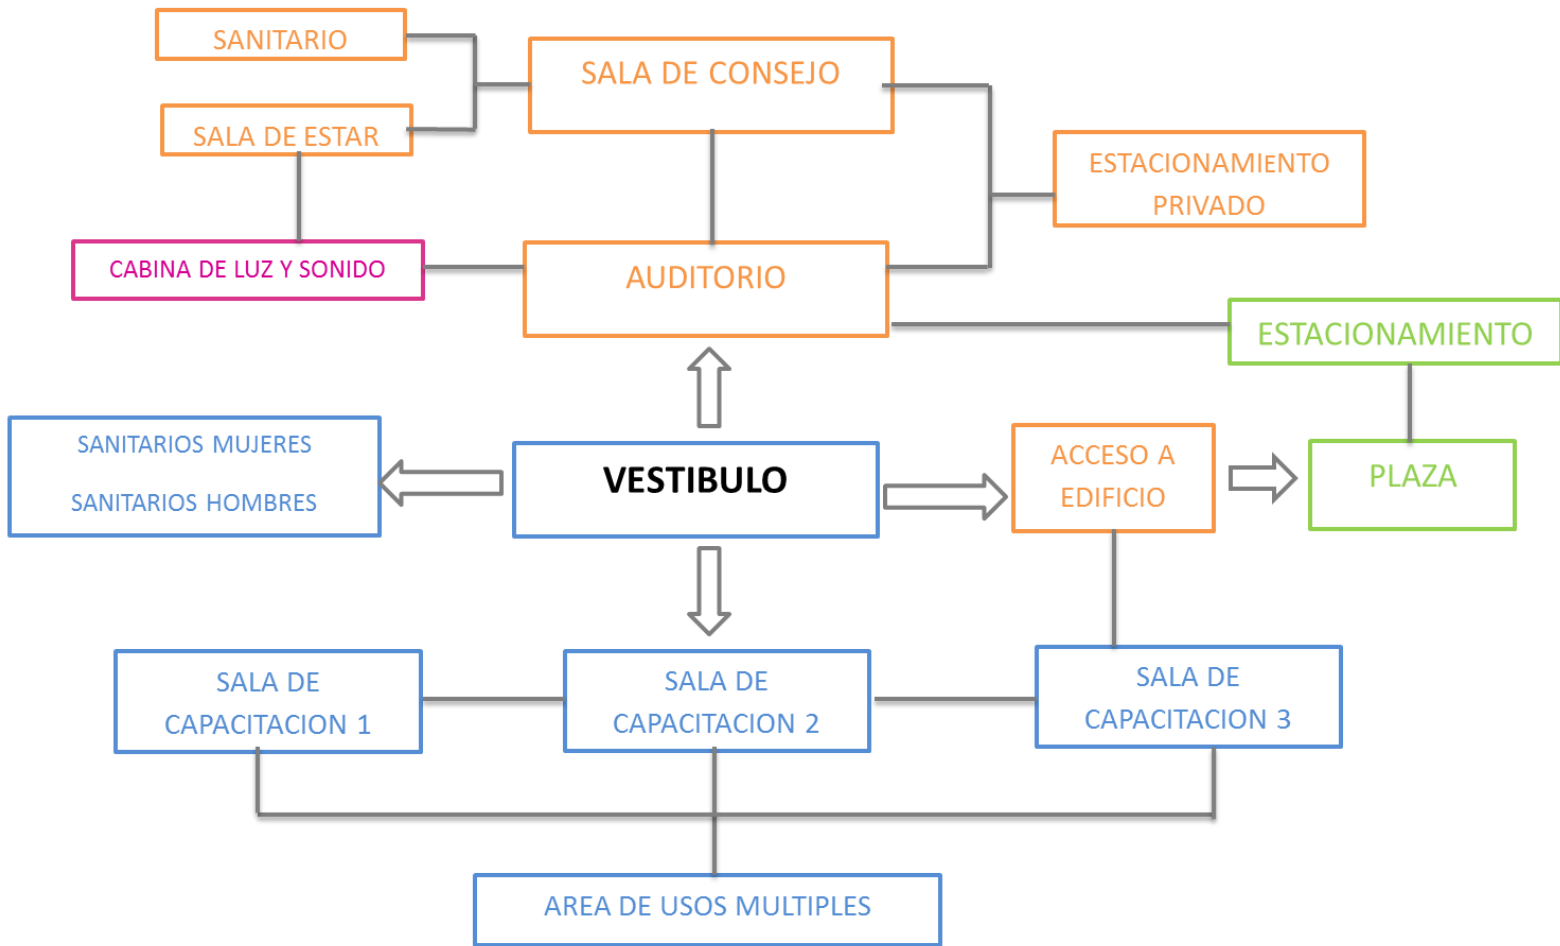 SANITARIO
SALA DE CONSEJO
SALA DE ESTAR
ESTACIONAMIENTO
PRIVADO
CABINA DE LUZ Y SONIDO
AUDITORIO
ESTACIONAMIENTO
SANITARIOS MUJERES
SANITARIOS HOMBRES
VESTIBULO
ACCESO A
EDIFICIO
PLAZA
SALA DE
CAPACITACION 1
SALA DE
CAPACITACION 2
SALA DE
CAPACITACION 3
AREA DE USOS MULTIPLES